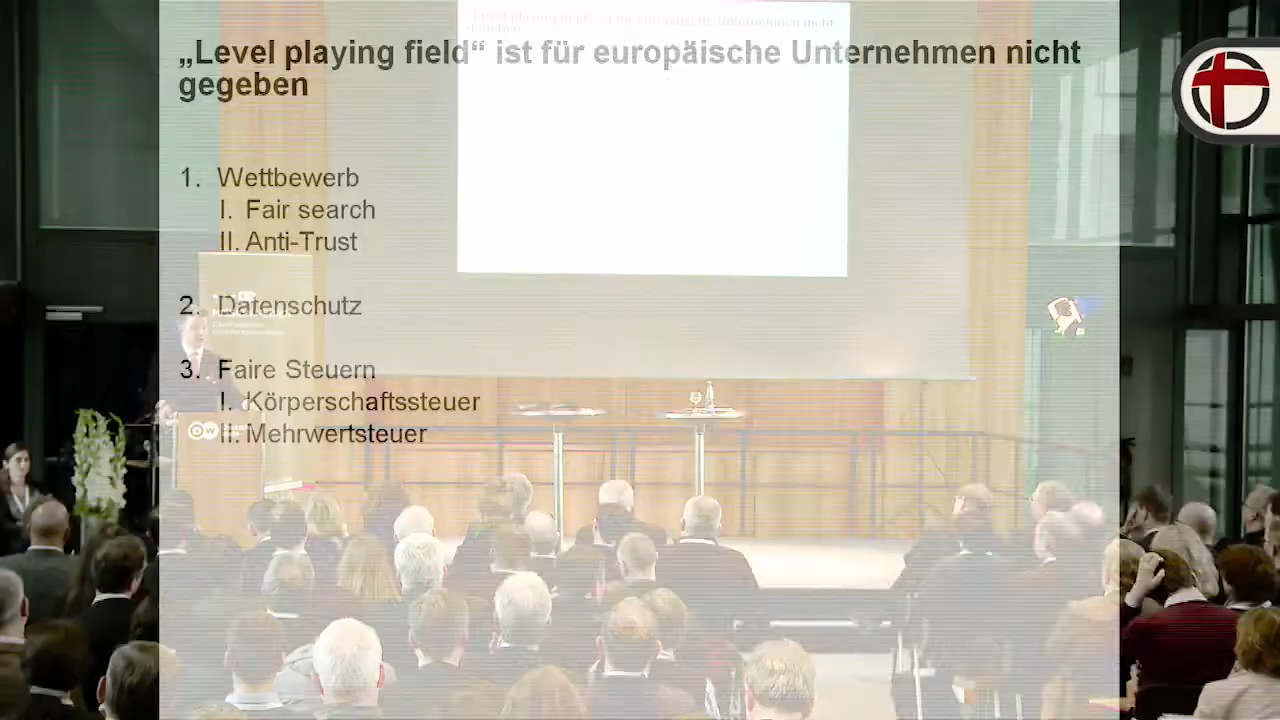 „Level playing field“ ist für europäische Unternehmen nicht
gegeben
1. Wettbewerb
I. Fair search
II. Anti-Trust
2. Datenschutz
3. Faire Steuern
I. Körperschaftssteuer
II. Mehrwertsteuer
DW